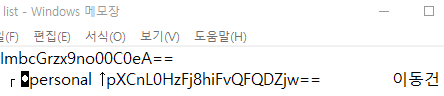 list - Windows 메모장
일(F) 편집(E) 서식(O) 보기(V) 도움말(H)
ImbcGrzx9no00C0eA==
┌ ◘personal ↑pXCnL0HzFj8hiFvQFQDZjw== 이동건